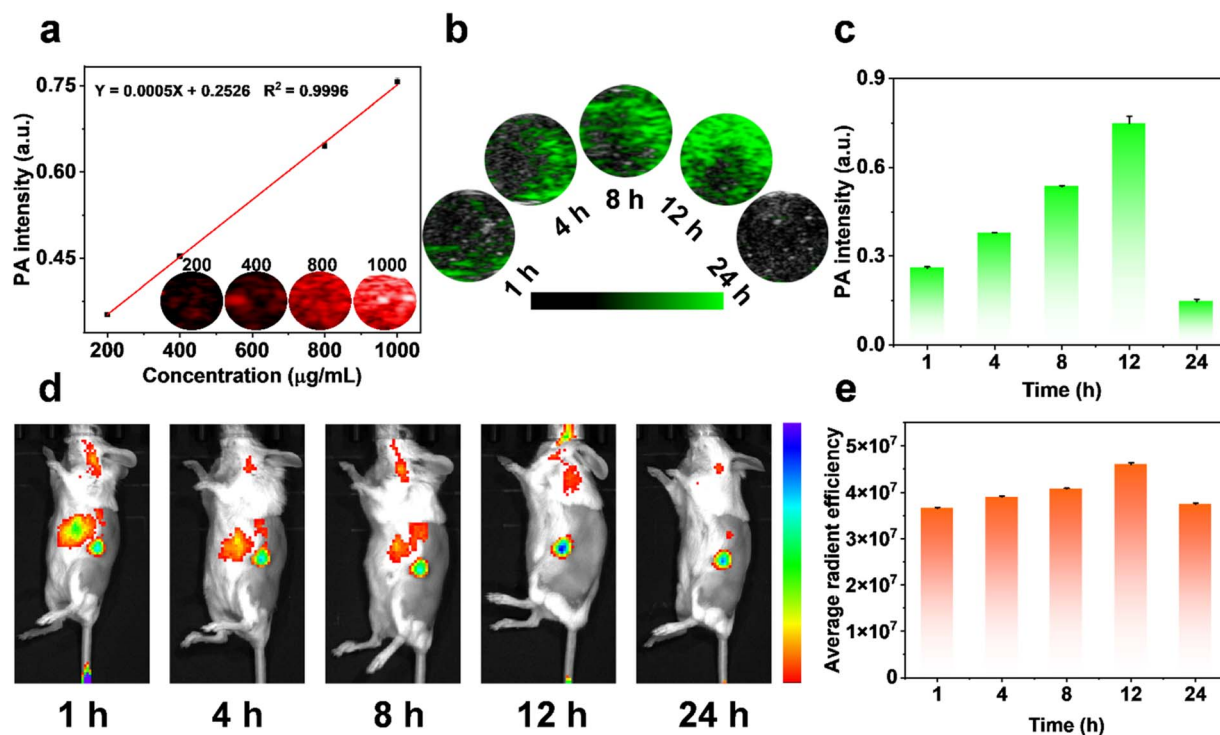 a
0.75
0.60
0.45
Y = 0.0005X + 0.2526 R² = 0.9996
200 400 800 1000
200 400 600 800 1000
PA intensity (a.u.)
Concentration (μg/mL)
b
1 h
4 h
8 h
12 h
24 h
c
0.9
0.6
0.3
0.0
PA intensity (a.u.)
1 4 8 12 24
Time (h)
d
1 h 4 h 8 h 12 h 24 h
e
5×10⁷
4×10⁷
3×10⁷
2×10⁷
1×10⁷
0
Average radient efficiency
1 4 8 12 24
Time (h)